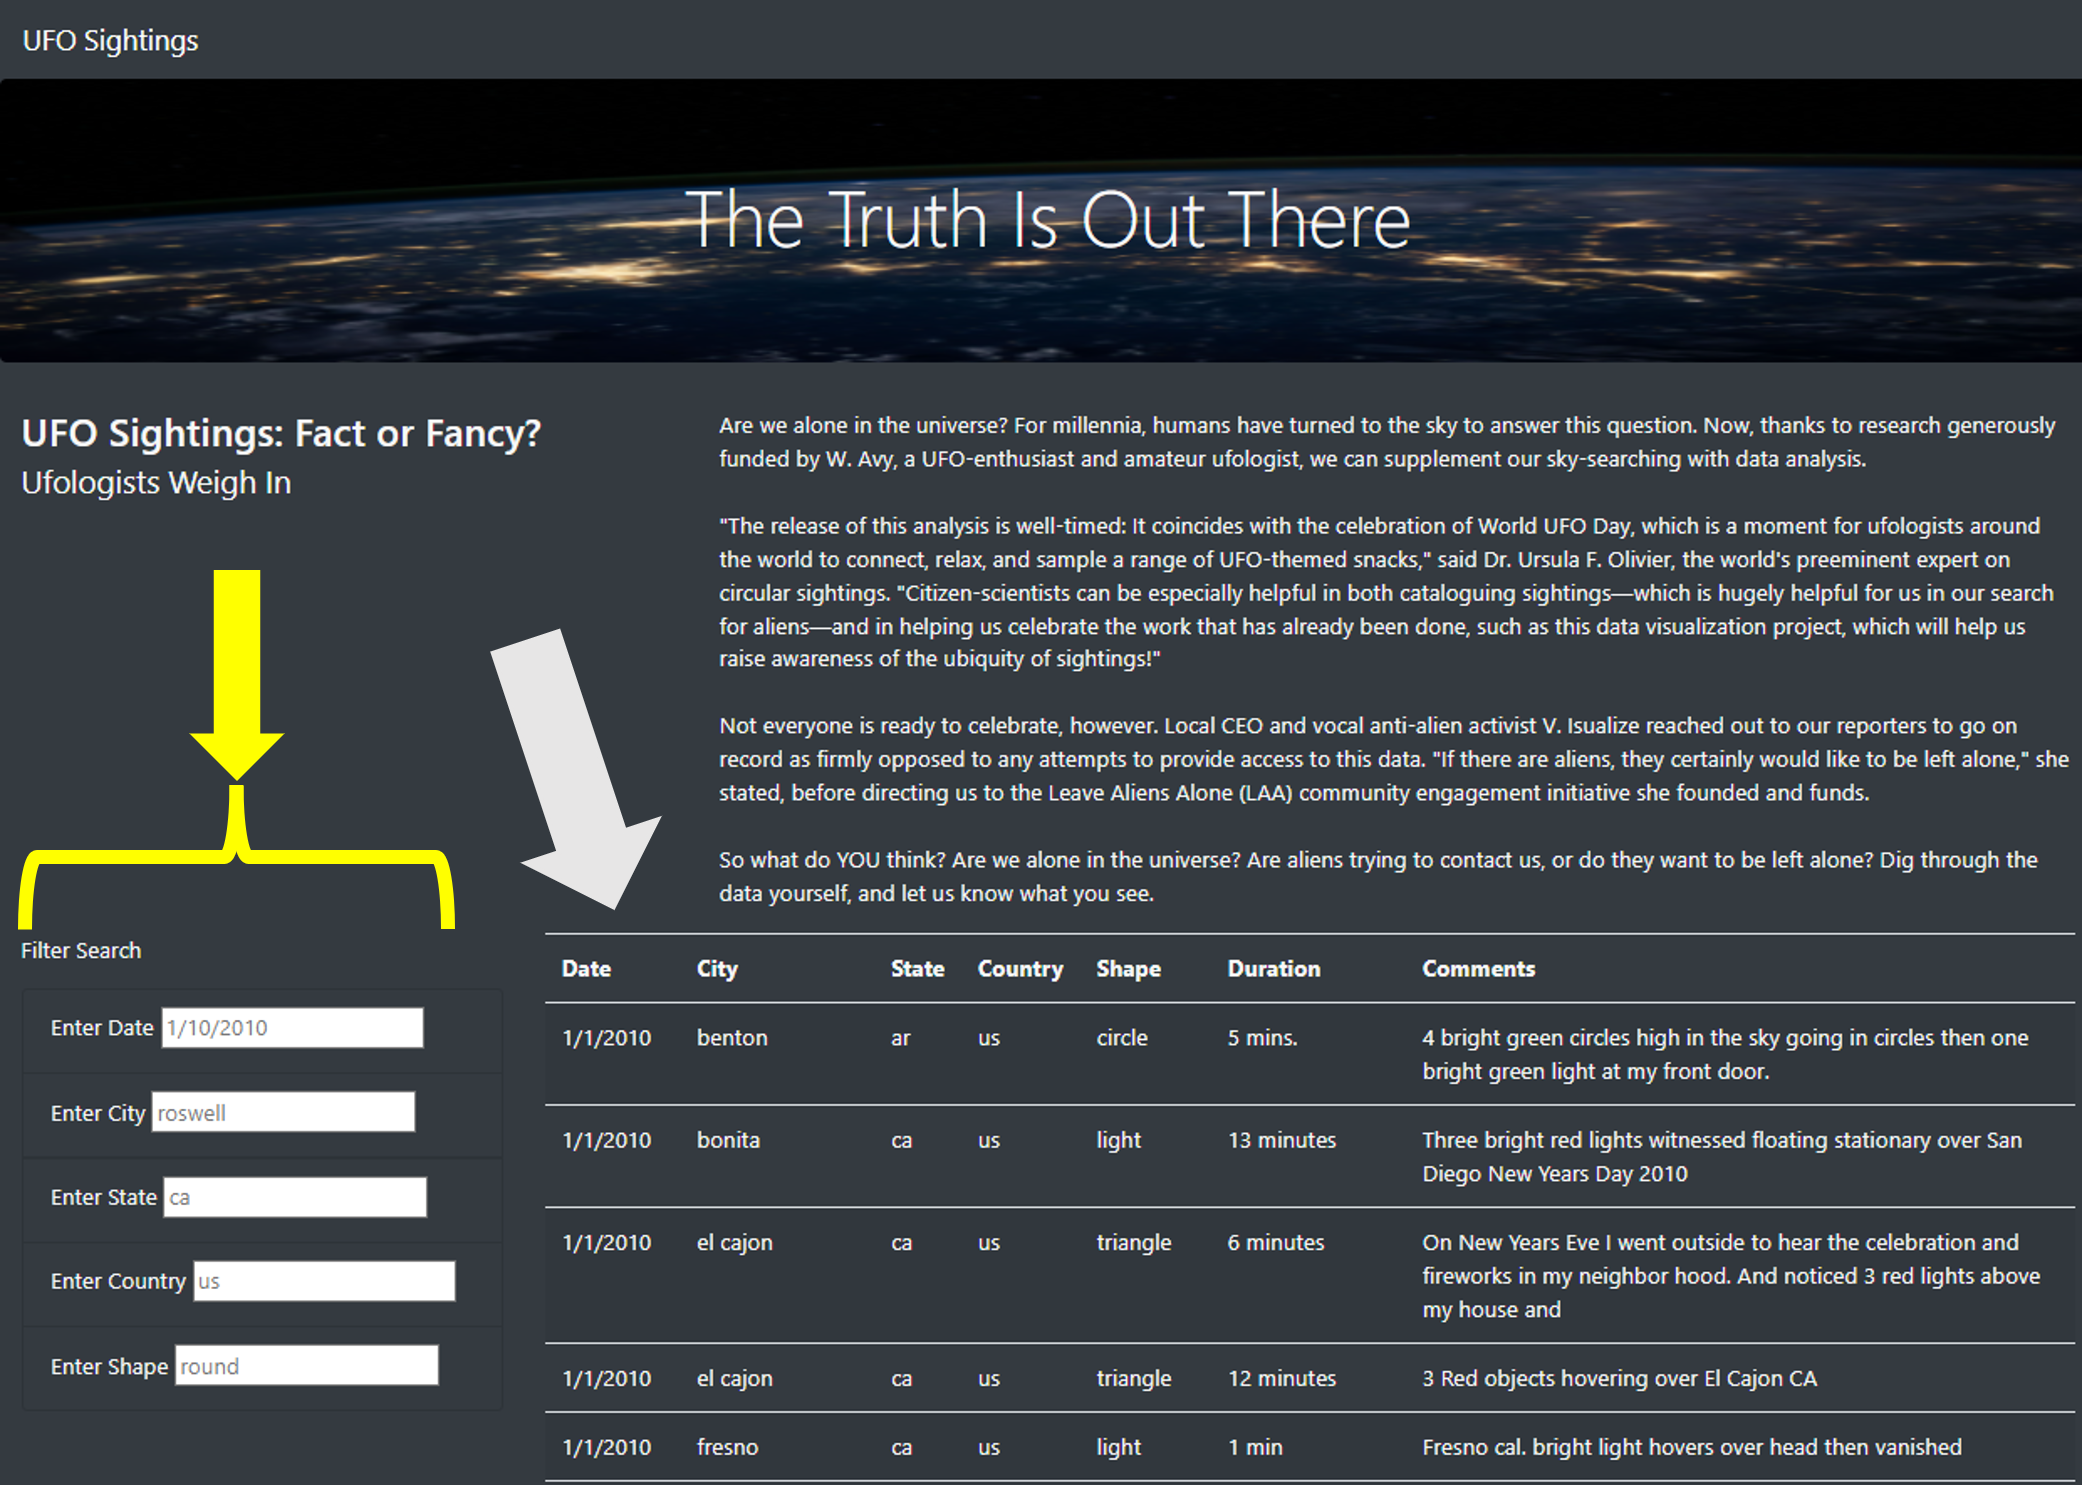 UFO Sightings
The Truth Is Out There
UFO Sightings: Fact or Fancy?
Ufologists Weigh In
Are we alone in the universe? For millennia, humans have turned to the sky to answer this question. Now, thanks to research generously
funded by W. Avy, a UFO-enthusiast and amateur ufologist, we can supplement our sky-searching with data analysis.
"The release of this analysis is well-timed: It coincides with the celebration of World UFO Day, which is a moment for ufologists around
the world to connect, relax, and sample a range of UFO-themed snacks," said Dr. Ursula F. Olivier, the world's preeminent expert on
circular sightings. "Citizen-scientists can be especially helpful in both cataloguing sightings—which is hugely helpful for us in our search
for aliens—and in helping us celebrate the work that has already been done, such as this data visualization project, which will help us
raise awareness of the ubiquity of sightings!"
Not everyone is ready to celebrate, however. Local CEO and vocal anti-alien activist V. Isualize reached out to our reporters to go on
record as firmly opposed to any attempts to provide access to this data. "If there are aliens, they certainly would like to be left alone," she
stated, before directing us to the Leave Aliens Alone (LAA) community engagement initiative she founded and funds.
So what do YOU think? Are we alone in the universe? Are aliens trying to contact us, or do they want to be left alone? Dig through the
data yourself, and let us know what you see.
Filter Search
Enter Date 1/10/2010
Enter City roswell
Enter State ca
Enter Country us
Enter Shape round
Date City State Country Shape Duration Comments
1/1/2010 benton ar us circle 5 mins. 4 bright green circles high in the sky going in circles then one
bright green light at my front door.
1/1/2010 bonita ca us light 13 minutes Three bright red lights witnessed floating stationary over San
Diego New Years Day 2010
1/1/2010 el cajon ca us triangle 6 minutes On New Years Eve I went outside to hear the celebration and
fireworks in my neighbor hood. And noticed 3 red lights above
my house and
1/1/2010 el cajon ca us triangle 12 minutes 3 Red objects hovering over El Cajon CA
1/1/2010 fresno ca us light 1 min Fresno cal. bright light hovers over head then vanished